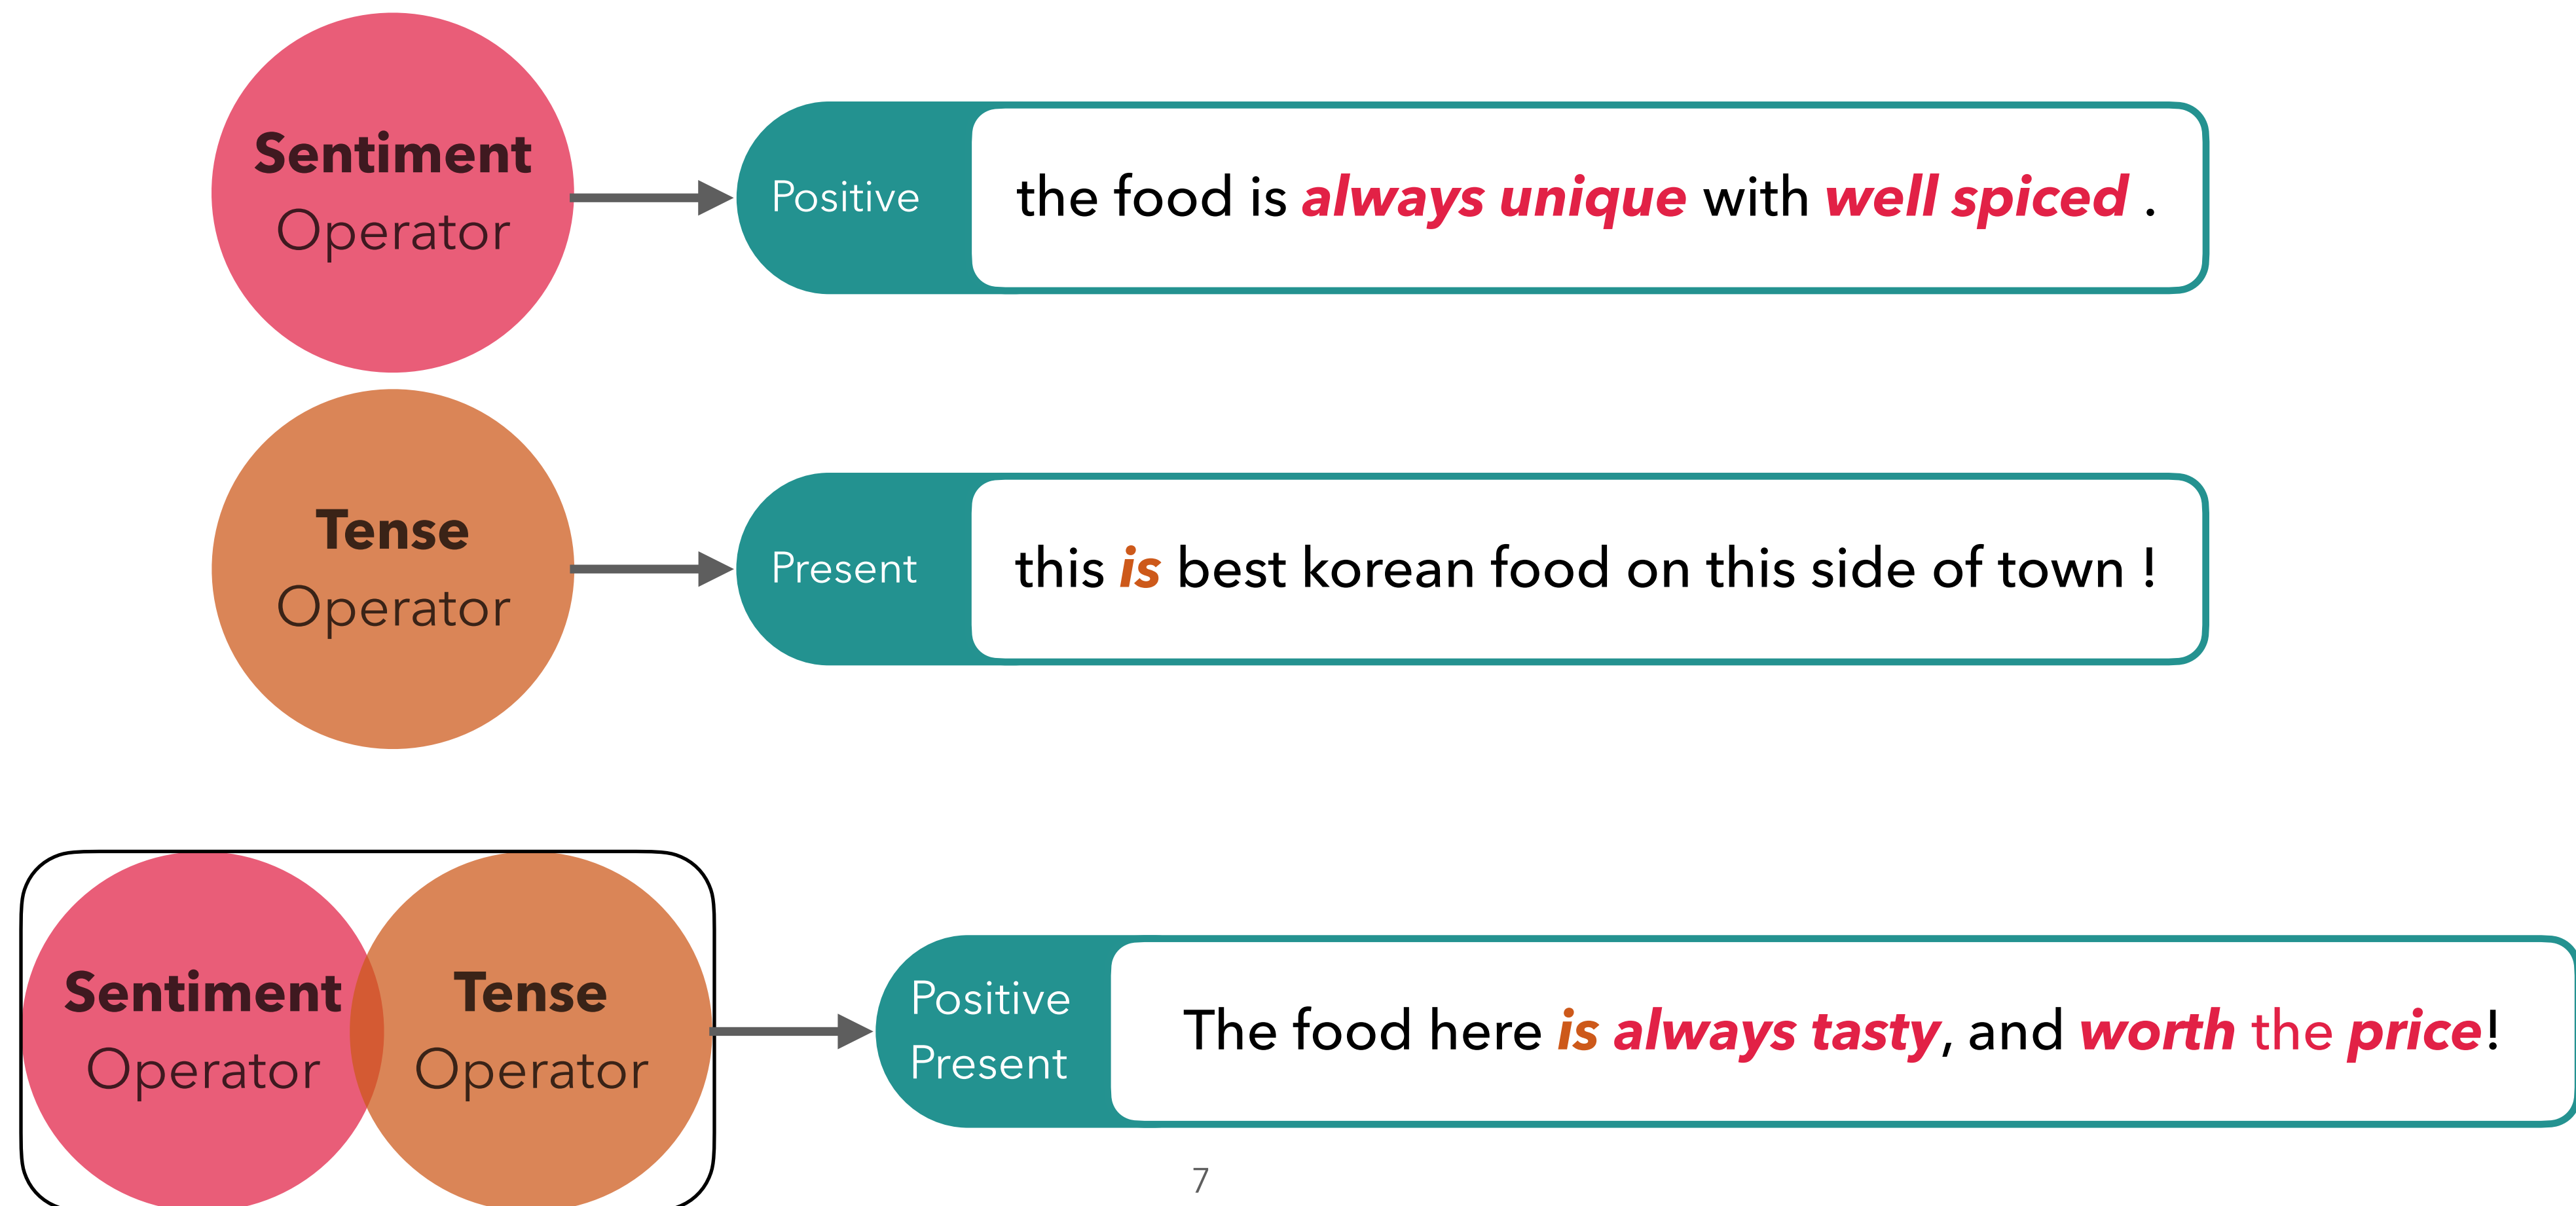 Sentiment
Operator
Positive
the food is always unique with well spiced .
Tense
Operator
Present
this is best korean food on this side of town !
Sentiment
Operator
Tense
Operator
Positive
Present
The food here is always tasty, and worth the price!
7